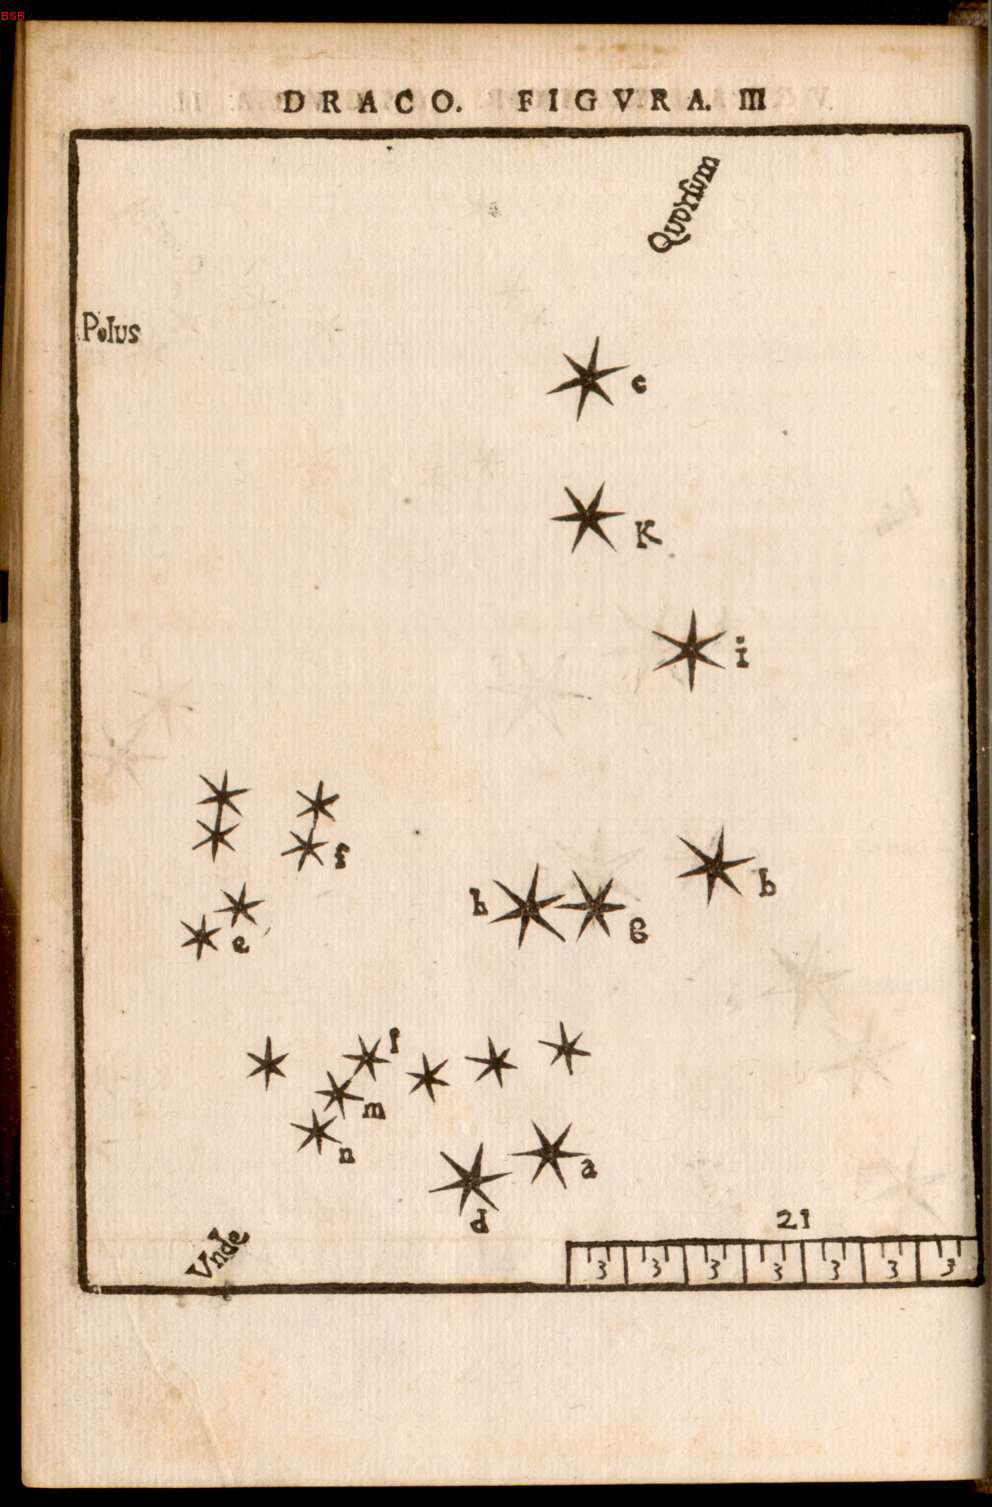 BSB
DRACO. FIGVRA. III
Quorsum
Polus
c
K
i
f
b
h
g
e
l
m
n
a
d
21
Vnde
3 3 3 3 3 3 3